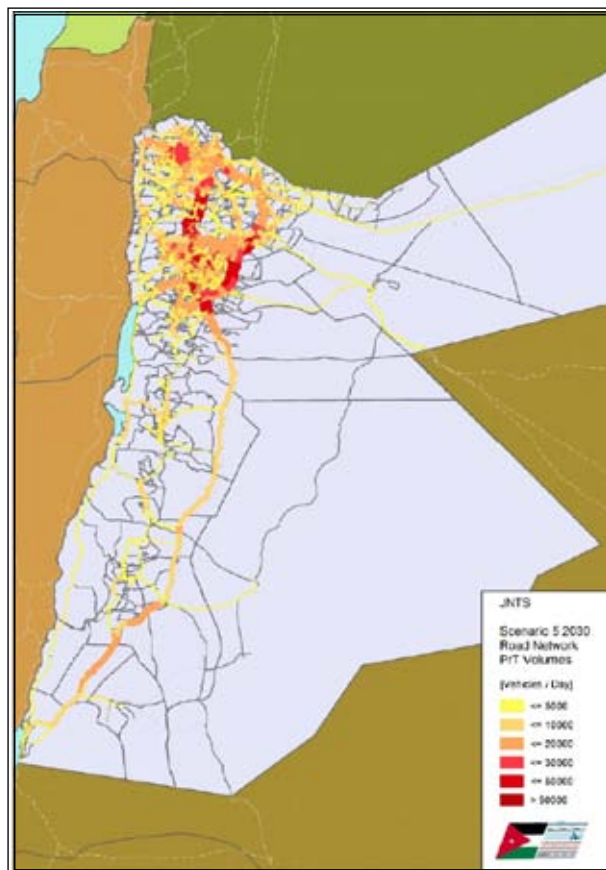 JNTS
Scenario 5 2030
Road Network
PrT Volumes
[Vehicles / Day]
<= 5000
<= 10000
<= 20000
<= 30000
<= 50000
> 50000